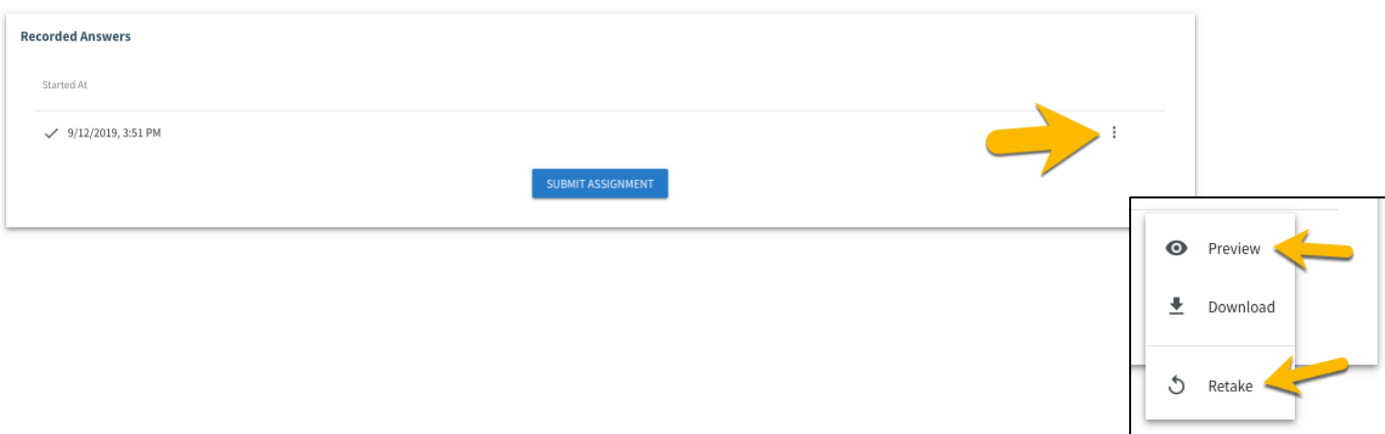 Recorded Answers
Started At
9/12/2019, 3:51 PM
SUBMIT ASSIGNMENT
Preview
Download
Retake